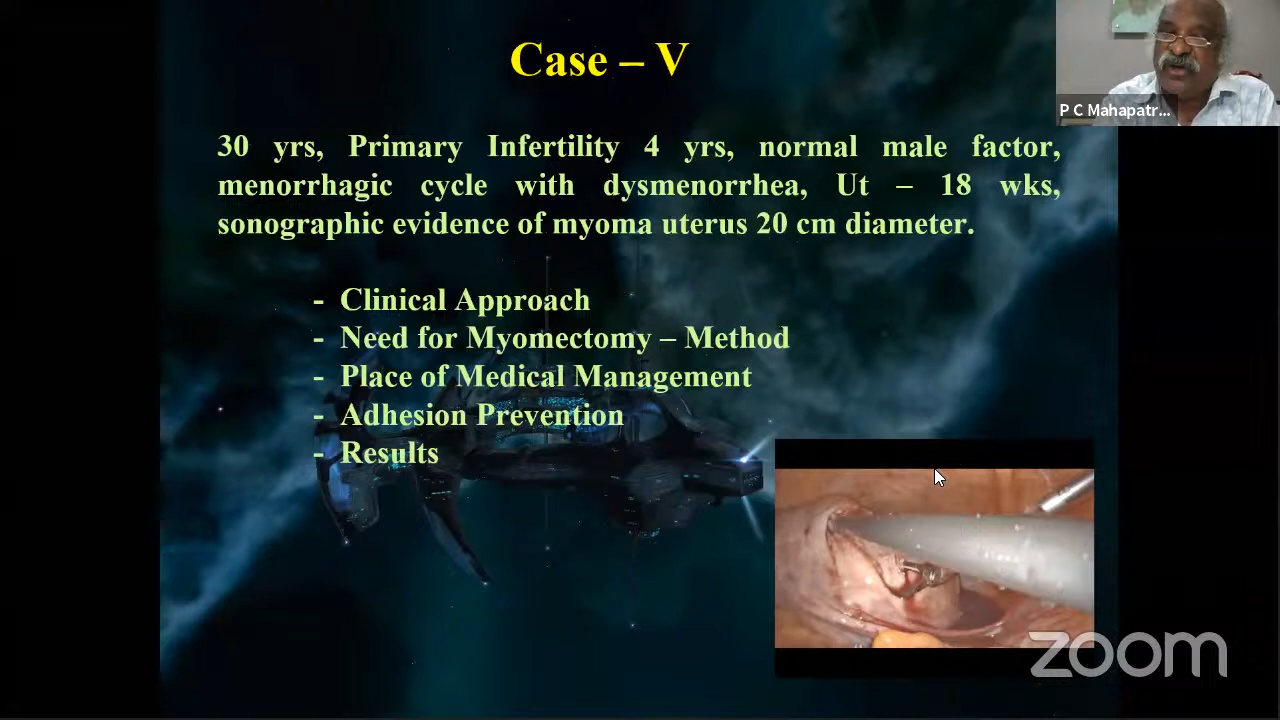 Case – V
P C Mahapatr...
30 yrs, Primary Infertility 4 yrs, normal male factor,
menorrhagic cycle with dysmenorrhea, Ut – 18 wks,
sonographic evidence of myoma uterus 20 cm diameter.
- Clinical Approach
- Need for Myomectomy – Method
- Place of Medical Management
- Adhesion Prevention
- Results
zoom